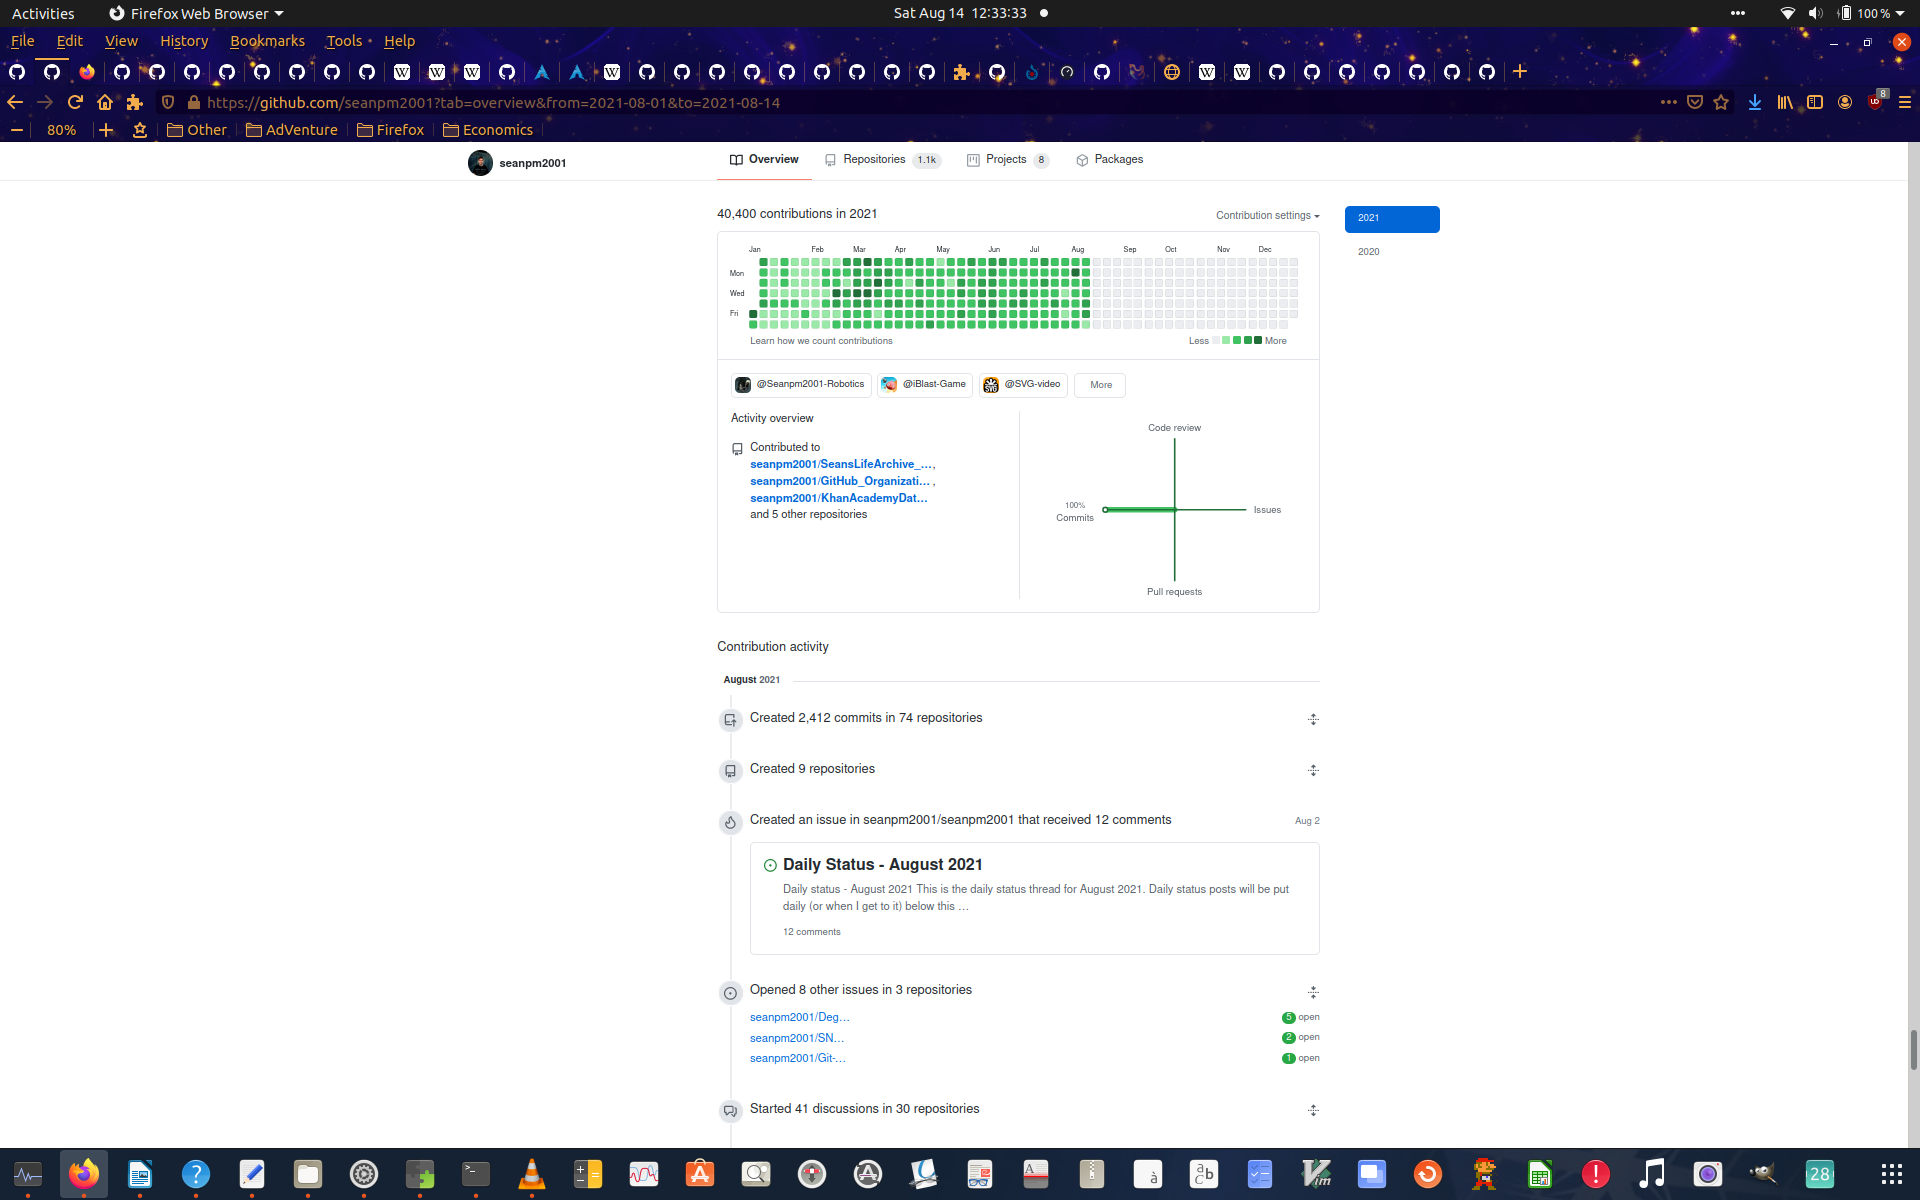 Activities
Firefox Web Browser
Sat Aug 14 12:33:33
100 %
File Edit View History Bookmarks Tools Help
https://github.com/seanpm2001?tab=overview&from=2021-08-01&to=2021-08-14
8
80%
Other
AdVenture
Firefox
Economics
seanpm2001
Overview
Repositories 1.1k
Projects 8
Packages
40,400 contributions in 2021
Contribution settings
2021
2020
Jan Feb Mar Apr May Jun Jul Aug Sep Oct Nov Dec
Mon
Wed
Fri
Learn how we count contributions
Less More
@Seanpm2001-Robotics
@iBlast-Game
@SVG-video
More
Activity overview
Contributed to
seanpm2001/SeansLifeArchive_…,
seanpm2001/GitHub_Organizati… ,
seanpm2001/KhanAcademyDat…
and 5 other repositories
Code review
100%
Commits
Issues
Pull requests
Contribution activity
August 2021
Created 2,412 commits in 74 repositories
Created 9 repositories
Created an issue in seanpm2001/seanpm2001 that received 12 comments
Aug 2
Daily Status - August 2021
Daily status - August 2021 This is the daily status thread for August 2021. Daily status posts will be put
daily (or when I get to it) below this …
12 comments
Opened 8 other issues in 3 repositories
seanpm2001/Deg…
5 open
seanpm2001/SN…
2 open
seanpm2001/Git-…
1 open
Started 41 discussions in 30 repositories
28